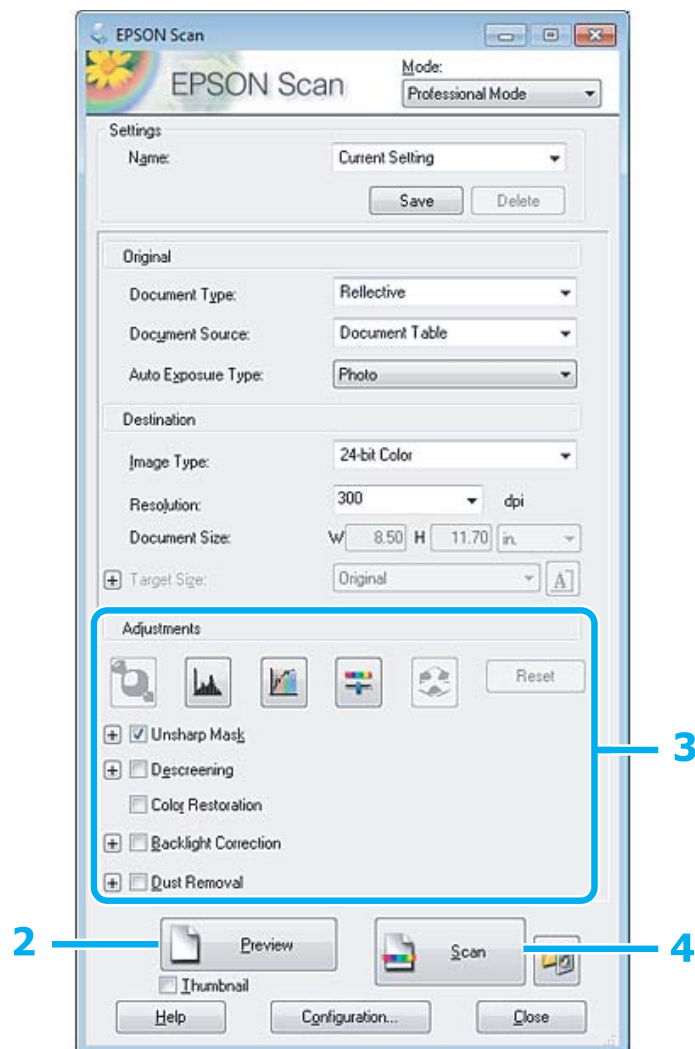 EPSON Scan
EPSON Scan
Mode:
Professional Mode
Settings
Name: Current Setting
Save Delete
Original
Document Type: Reflective
Document Source: Document Table
Auto Exposure Type: Photo
Destination
Image Type: 24-bit Color
Resolution: 300 dpi
Document Size: W 8.50 H 11.70 in.
Target Size: Original A
Adjustments
Reset
Unsharp Mask
3
Descreening
Color Restoration
Backlight Correction
Dust Removal
2 Preview Scan 4
Thumbnail
Help Configuration... Close